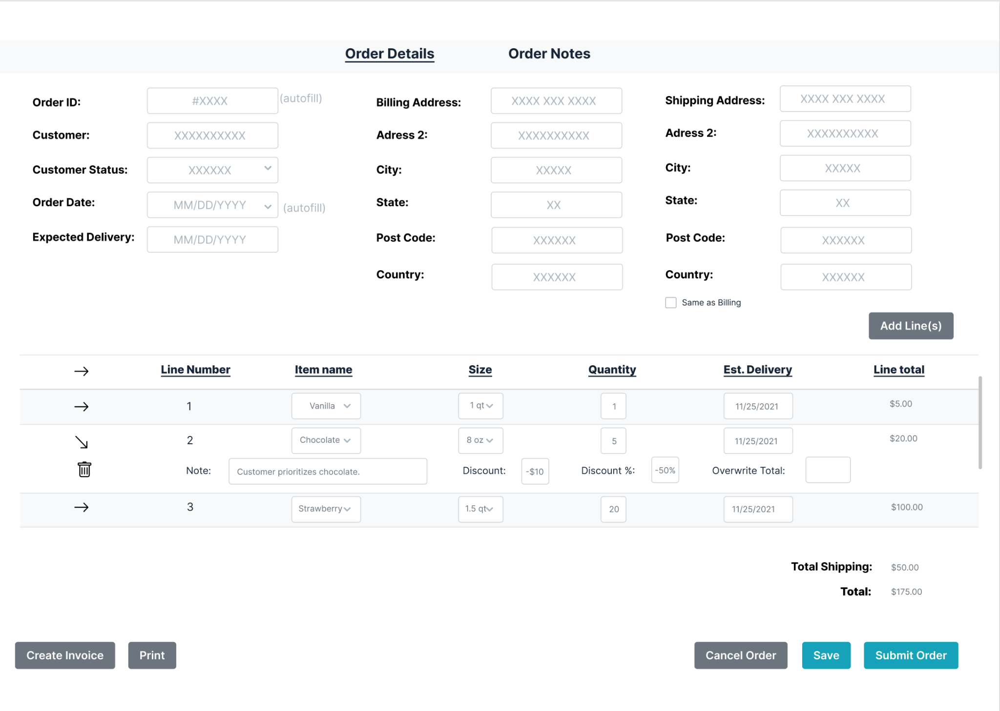 Order Details Order Notes
Order ID: #XXXX (autofill)
Customer: XXXXXXXXXX
Customer Status: XXXXXX
Order Date: MM/DD/YYYY (autofill)
Expected Delivery: MM/DD/YYYY
Billing Address: XXXX XXX XXXX
Adress 2: XXXXXXXXXX
City: XXXXX
State: XX
Post Code: XXXXXX
Country: XXXXXX
Shipping Address: XXXX XXX XXXX
Adress 2: XXXXXXXXXX
City: XXXXX
State: XX
Post Code: XXXXXX
Country: XXXXXX
Same as Billing
Add Line(s)
Line Number Item name Size Quantity Est. Delivery Line total
1 Vanilla 1 qt 1 11/25/2021 $5.00
2 Chocolate 8 oz 5 11/25/2021 $20.00
Note: Customer prioritizes chocolate. Discount: -$10 Discount %: -50% Overwrite Total:
3 Strawberry 1.5 qt 20 11/25/2021 $100.00
Total Shipping: $50.00
Total: $175.00
Create Invoice Print Cancel Order Save Submit Order